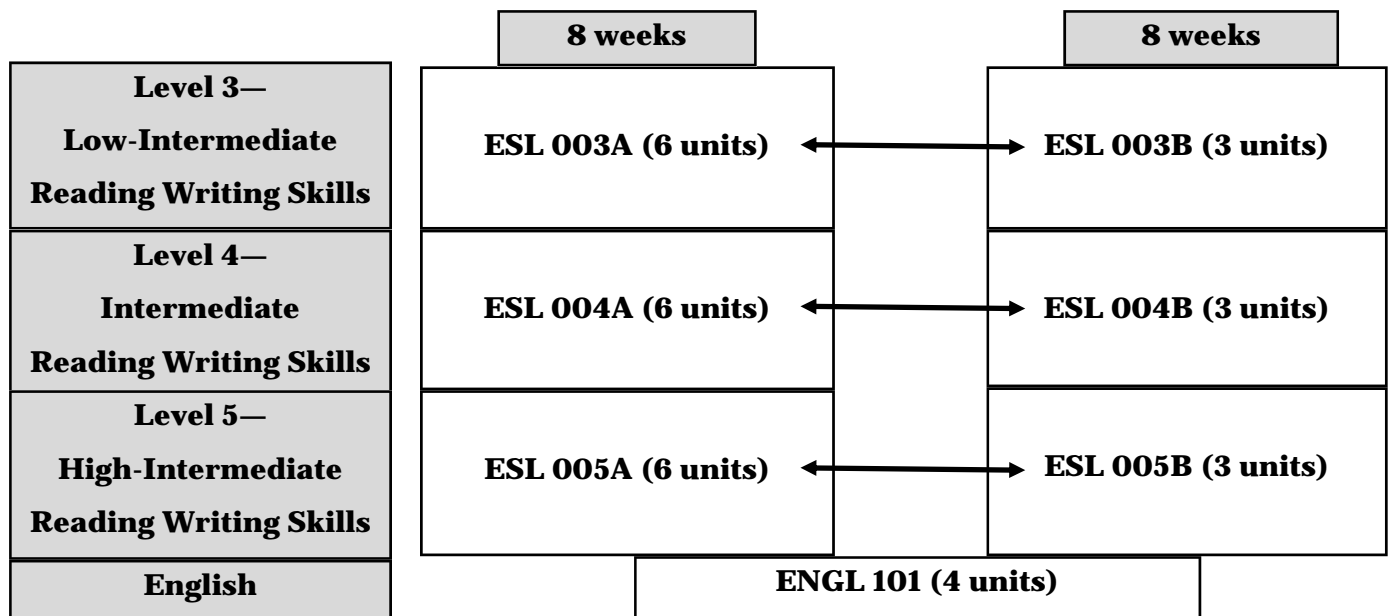 8 weeks
8 weeks
Level 3—
Low-Intermediate
Reading Writing Skills
ESL 003A (6 units)
ESL 003B (3 units)
Level 4—
Intermediate
Reading Writing Skills
ESL 004A (6 units)
ESL 004B (3 units)
Level 5—
High-Intermediate
Reading Writing Skills
ESL 005A (6 units)
ESL 005B (3 units)
English
ENGL 101 (4 units)